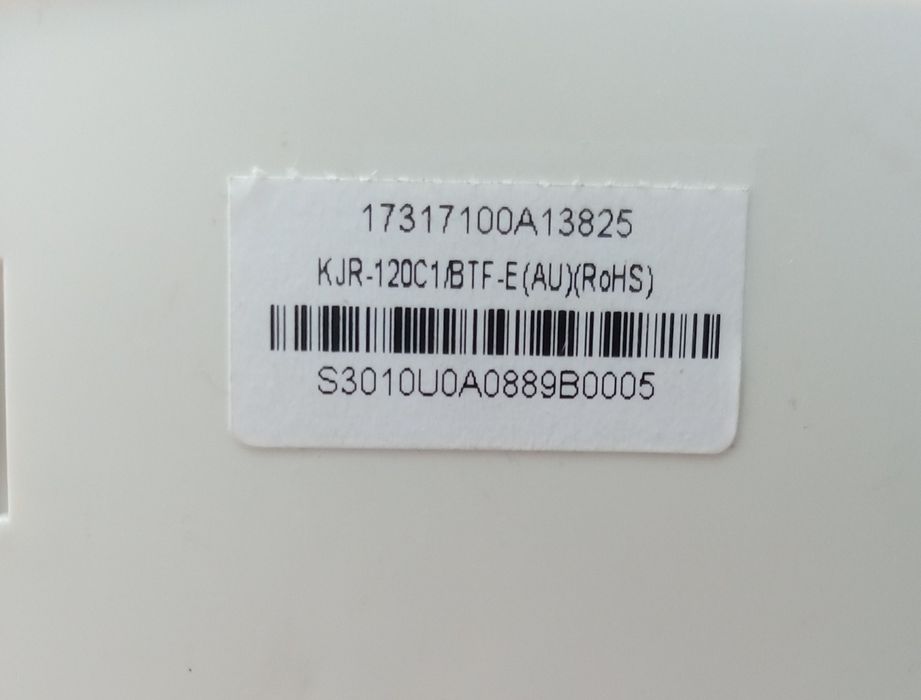 17317100A13825
KJR-120C1/BTF-E(AU)(RoHS)
S3010U0A0889B0005